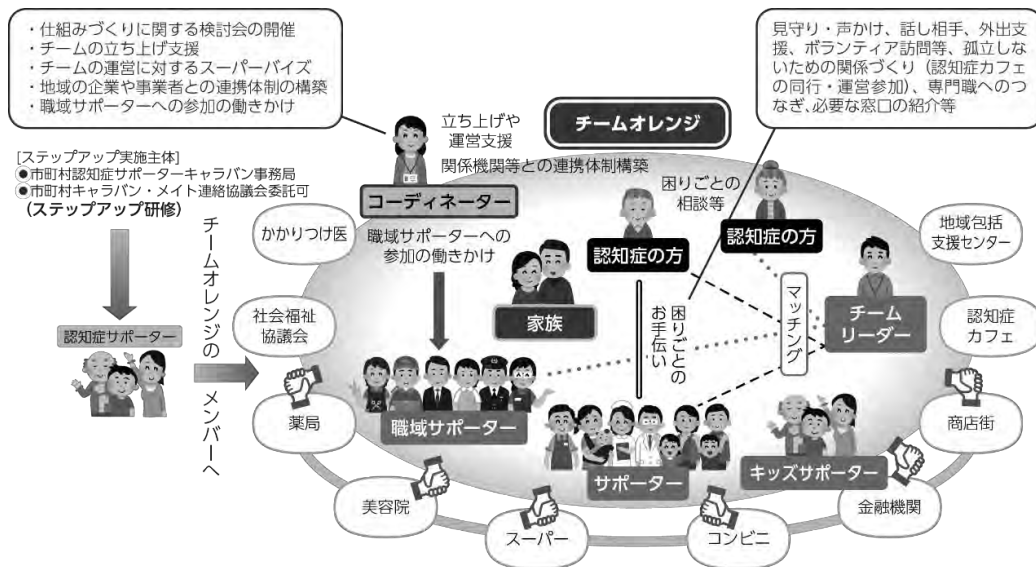 ・仕組みづくりに関する検討会の開催
・チームの立ち上げ支援
・チームの運営に対するスーパーバイズ
・地域の企業や事業者との連携体制の構築
・職域サポーターへの参加の働きかけ
見守り・声かけ、話し相手、外出支
援、ボランティア訪問等、孤立しな
いための関係づくり（認知症カフェ
の同行・運営参加）、専門職へのつ
なぎ、必要な窓口の紹介等
チームオレンジ
立ち上げや
運営支援
関係機関等との連携体制構築
[ステップアップ実施主体]
●市町村認知症サポーターキャラバン事務局
●市町村キャラバン・メイト連絡協議会委託可
（ステップアップ研修）
コーディネーター
職域サポーターへの
参加の働きかけ
困りごとの
相談等
認知症の方
認知症の方
かかりつけ医
地域包括
支援センター
家族
困りごとの
お手伝い
マッチング
チーム
リーダー
社会福祉
協議会
認知症
カフェ
認知症サポーター
チームオレンジの
メンバーへ
薬局
職域サポーター
サポーター
キッズサポーター
商店街
美容院
スーパー
コンビニ
金融機関